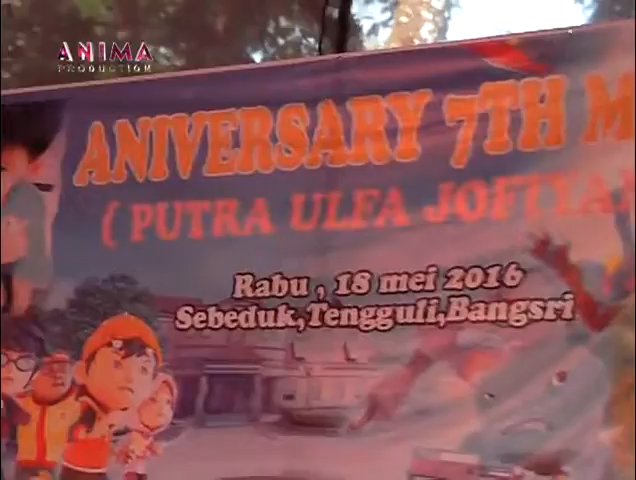 ANIMA
PRODUCTION
ANIVERSARY 7TH M
( PUTRA ULFA JOFIYA
Rabu , 18 mei 2016
Sebeduk,Tengguli,Bangsri